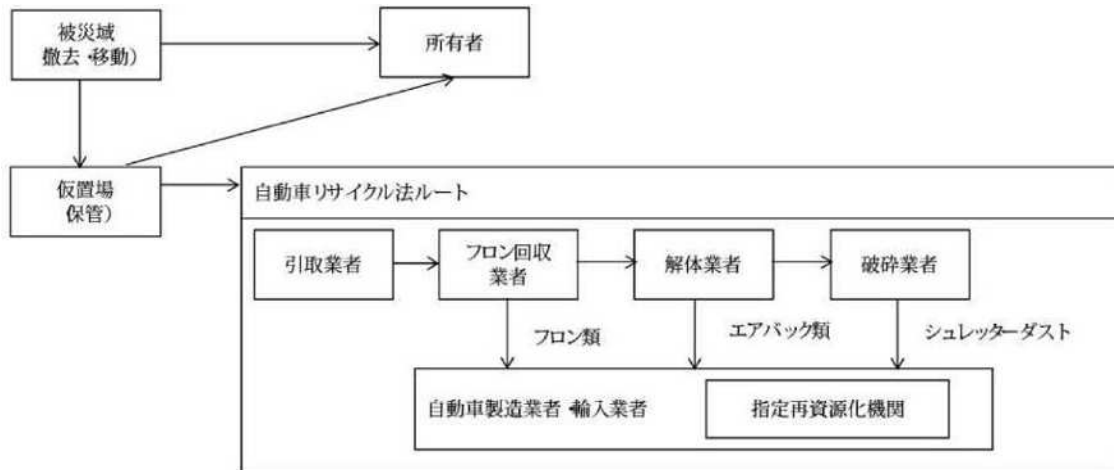 被災域
撤去・移動）
所有者
仮置場
保管）
自動車リサイクル法ルート
引取業者
フロン回収
業者
解体業者
破砕業者
フロン類
エアバック類
シュレッターダスト
自動車製造業者・輸入業者
指定再資源化機関